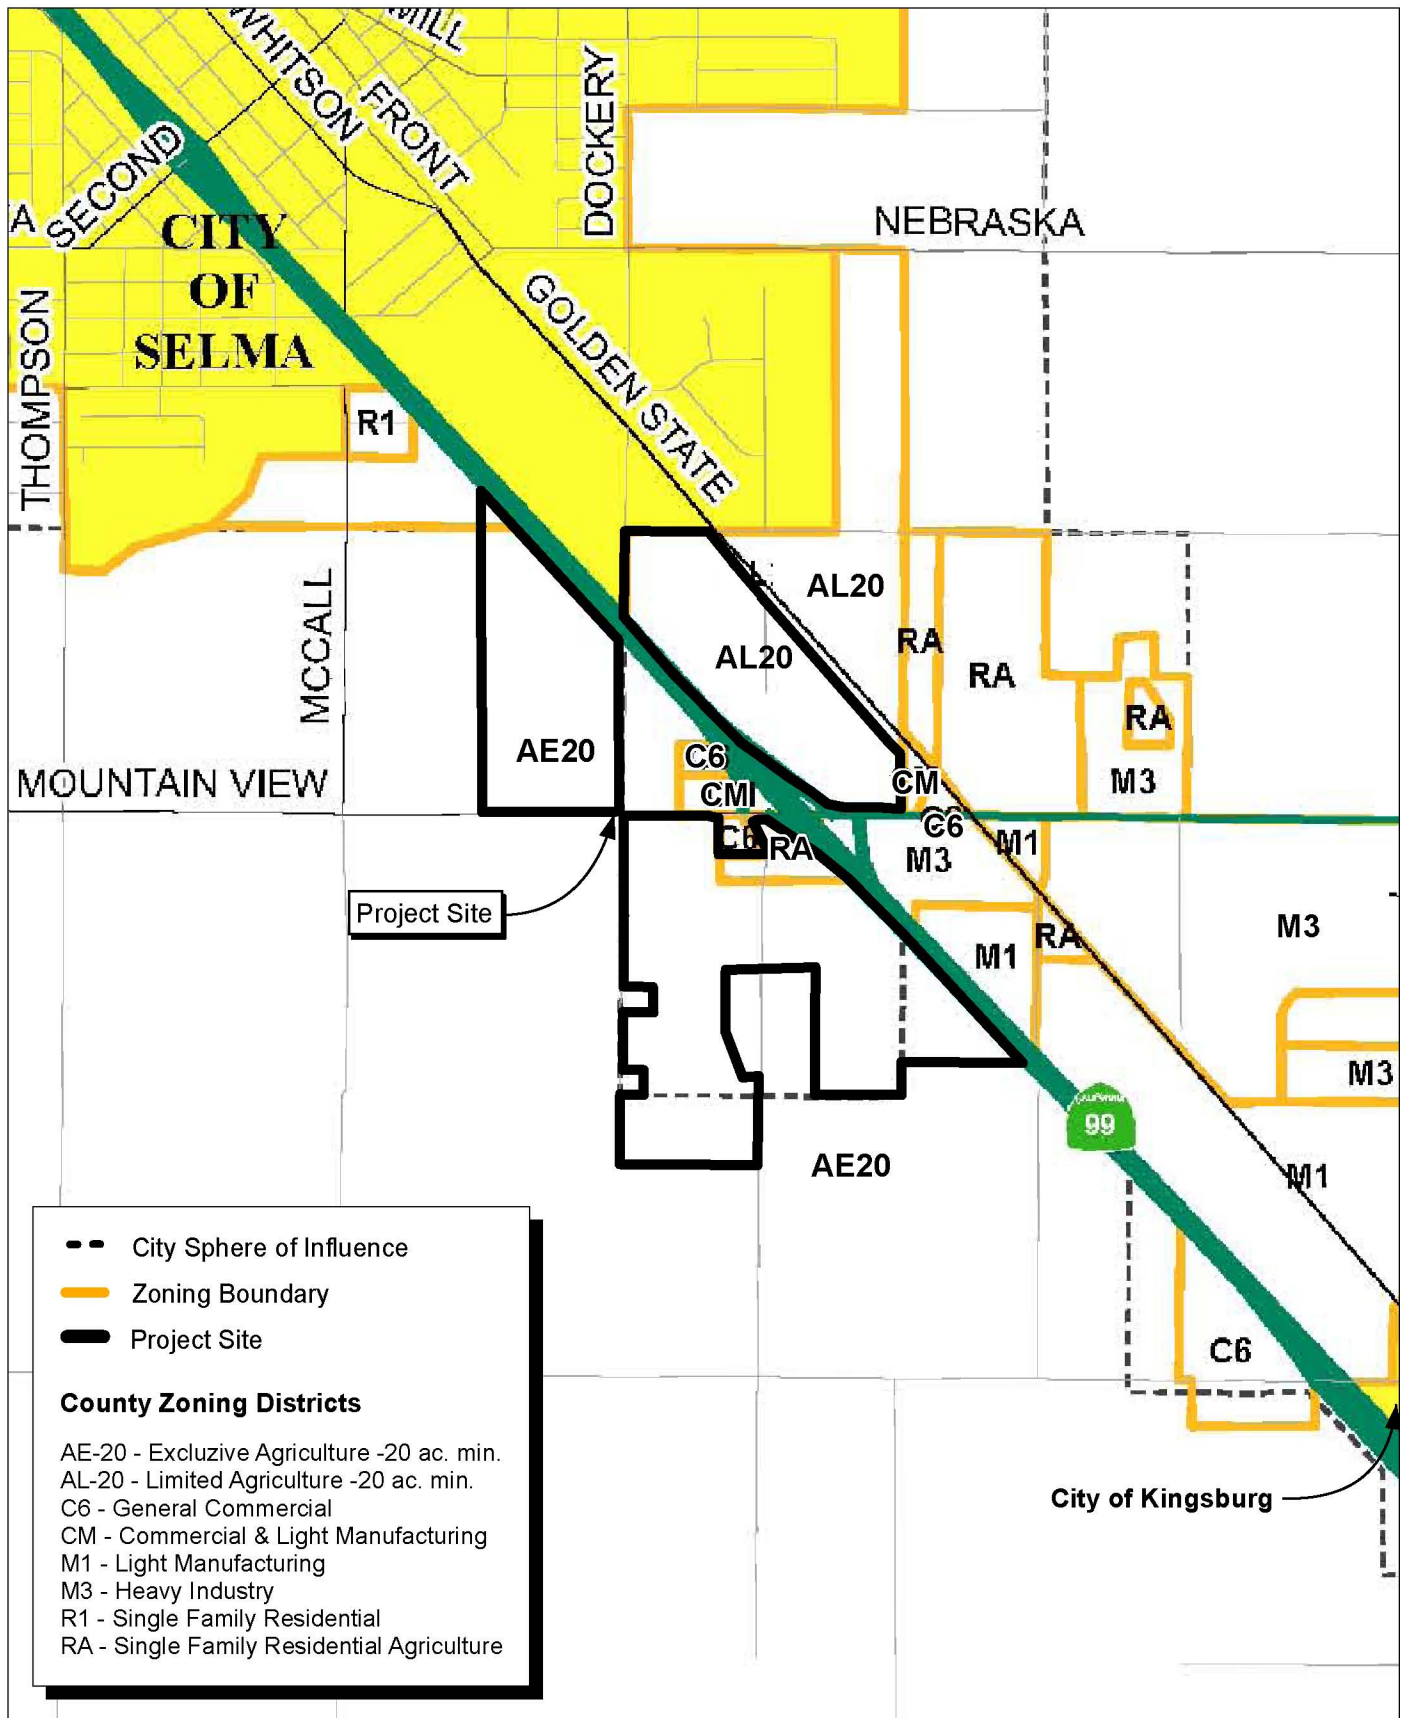 MILL
WHITSON
FRONT
DOCKERY
SECOND
NEBRASKA
CITY
OF
SELMA
GOLDEN STATE
THOMPSON
R1
AL20
MCCALL
RA
AL20
RA
RA
AE20
C6
CM
M3
MOUNTAIN VIEW
CM
C6
C6
RA
M3
M1
Project Site
M3
RA
M1
M3
99
AE20
M1
C6
City of Kingsburg
City Sphere of Influence
Zoning Boundary
Project Site
County Zoning Districts
AE-20 - Excluzive Agriculture -20 ac. min.
AL-20 - Limited Agriculture -20 ac. min.
C6 - General Commercial
CM - Commercial & Light Manufacturing
M1 - Light Manufacturing
M3 - Heavy Industry
R1 - Single Family Residential
RA - Single Family Residential Agriculture